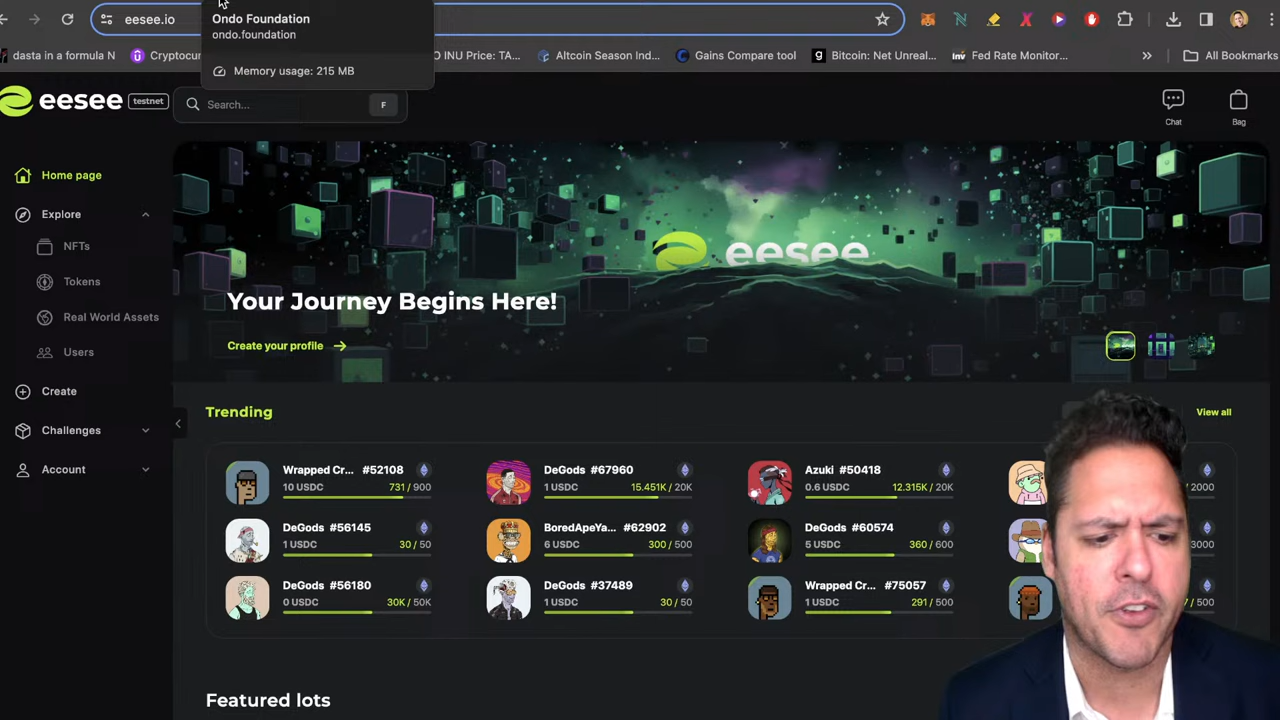 eesee.io
Ondo Foundation
ondo.foundation
Memory usage: 215 MB
dasta in a formula N
Cryptocu
O INU Price: TA...
Altcoin Season Ind...
Gains Compare tool
Bitcoin: Net Unreal...
Fed Rate Monitor...
»
All Bookmarks
eesee
testnet
Search...
F
Chat
Bag
Home page
Explore
NFTs
Tokens
Real World Assets
Users
Create
Challenges
Account
eesee
Your Journey Begins Here!
Create your profile →
Trending
View all
Wrapped Cr... #52108
10 USDC 731 / 900
DeGods #67960
1 USDC 15.451K / 20K
Azuki #50418
0.6 USDC 12.315K / 20K
/ 2000
DeGods #56145
1 USDC 30 / 50
BoredApeYa... #62902
6 USDC 300 / 500
DeGods #60574
5 USDC 360 / 600
3000
DeGods #56180
0 USDC 30K / 50K
DeGods #37489
1 USDC 30 / 50
Wrapped Cr... #75057
1 USDC 291 / 500
7 / 500
Featured lots